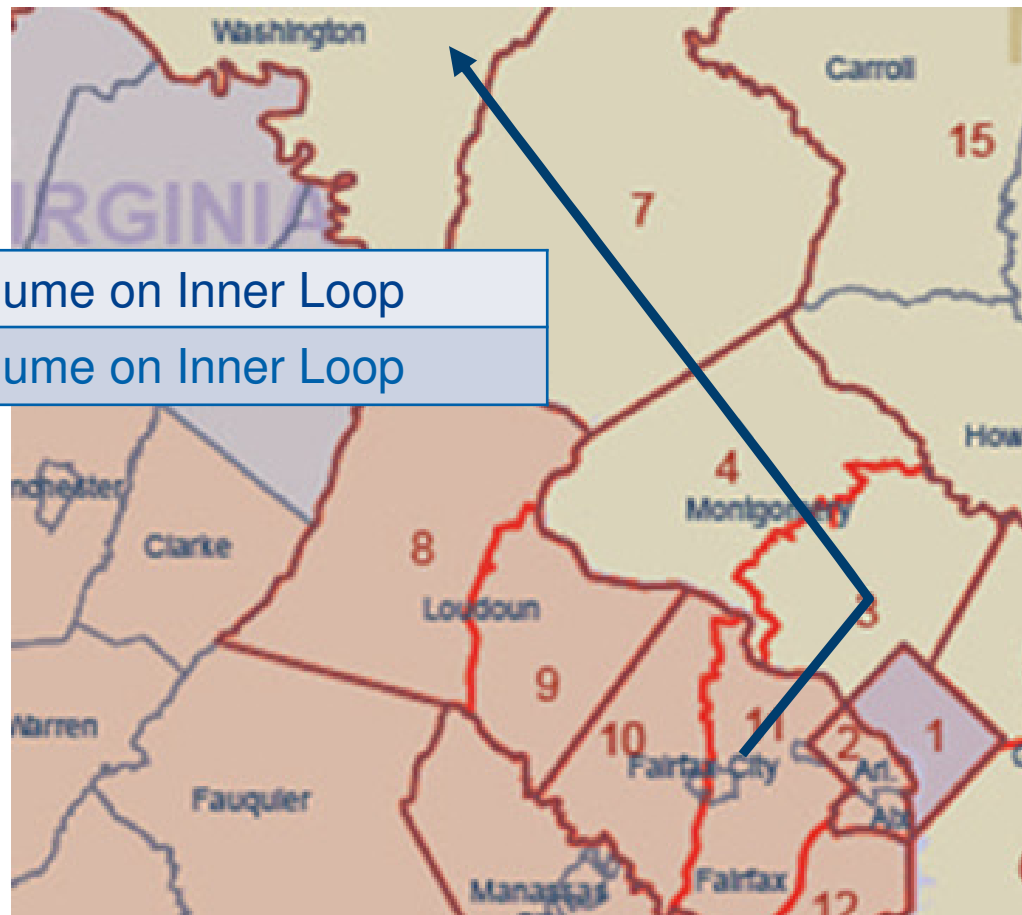 Washington
Carroll
15
7
IRGINIA
ume on Inner Loop
ume on Inner Loop
How
4
Montgomery
nchester
Clarke
8
Loudoun
3
9
Warren
10
11
2
1
Fairfax City
Arl.
Fauquier
Alx
Manassas
Fairfax
12